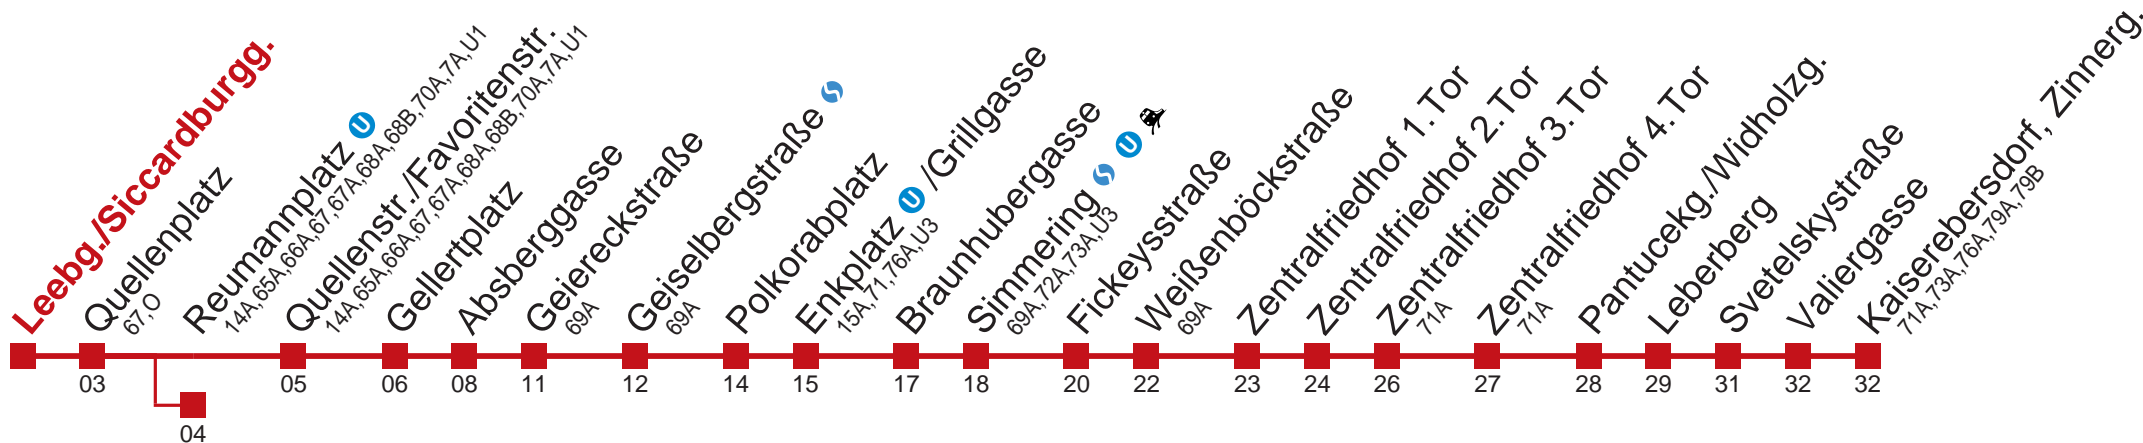 Leebg./Siccardburgg.
Quellenplatz
67,O
Reumannplatz U
14A,65A,66A,67,67A,68A,68B,70A,7A,U1
Quellenstr./Favoritenstr.
14A,65A,66A,67,67A,68A,68B,70A,7A,U1
Gellertplatz
Absberggasse
Geiereckstraße
69A
Geiselbergstraße S
69A
Polkorabplatz
Enkplatz U /Grillgasse
15A,71,76A,U3
Braunhubergasse
Simmering S U
69A,72A,73A,U3
Fickeysstraße
Weißenböckstraße
69A
Zentralfriedhof 1.Tor
Zentralfriedhof 2.Tor
Zentralfriedhof 3.Tor
71A
Zentralfriedhof 4.Tor
71A
Pantucekg./Widholzg.
Leberberg
Svetelskystraße
Valiergasse
Kaiserebersdorf, Zinnerg.
71A,73A,76A,79A,79B
03 05 06 08 11 12 14 15 17 18 20 22 23 24 26 27 28 29 31 32 32
04